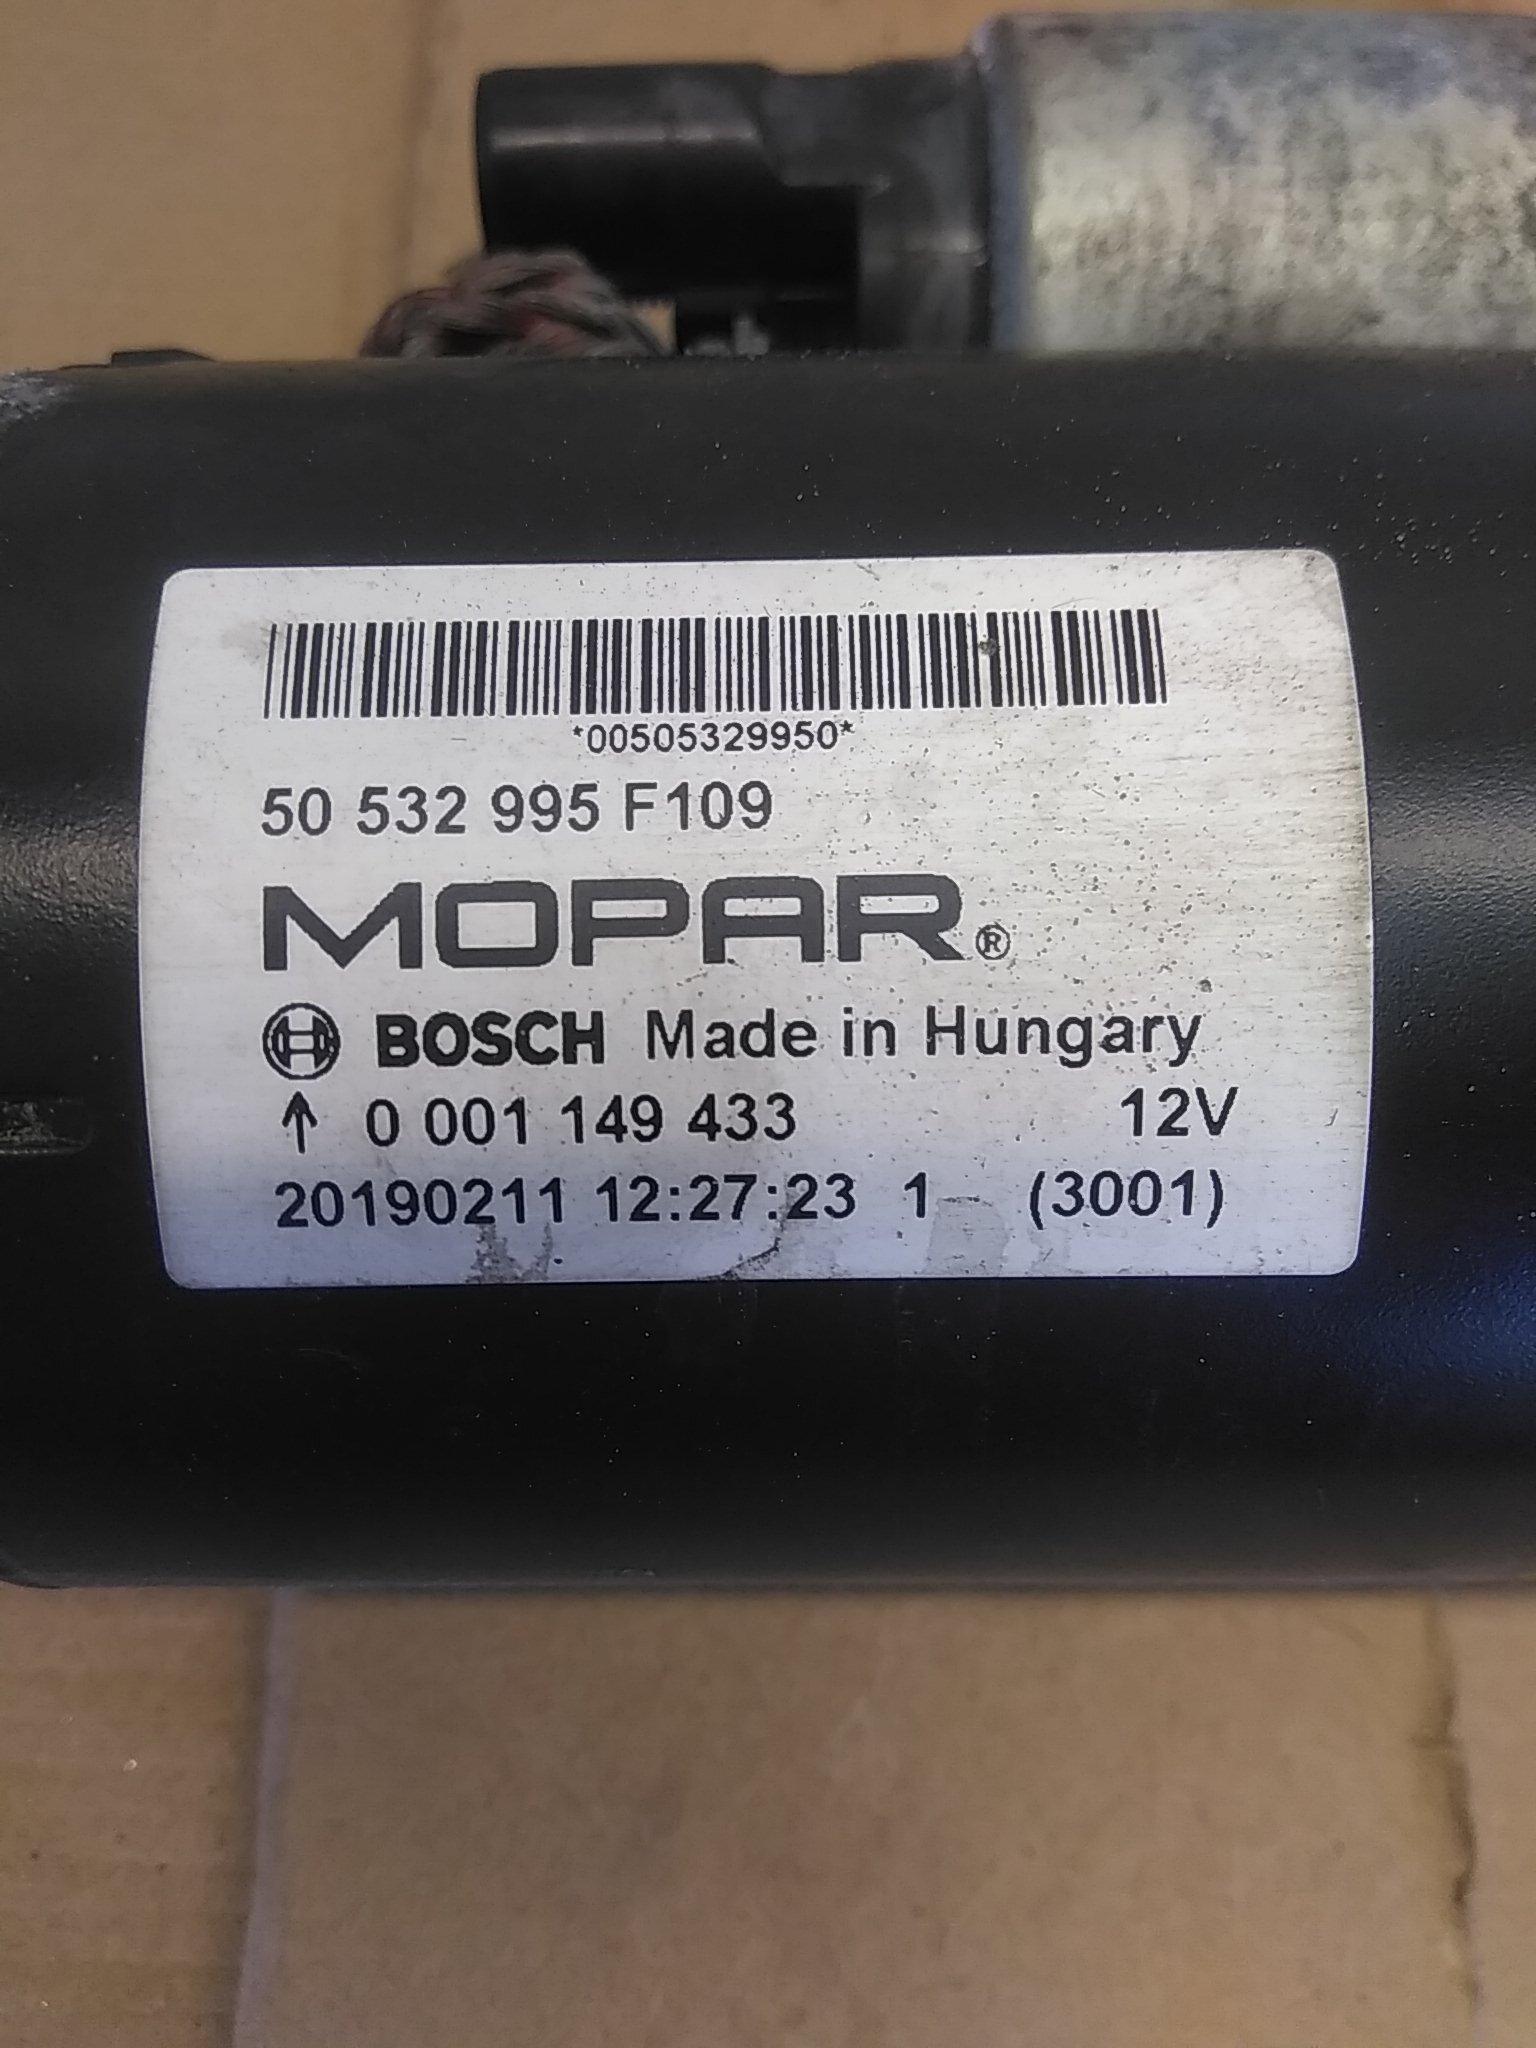 *00505329950*
50 532 995 F109
MOPAR®
BOSCH Made in Hungary
↑ 0 001 149 433 12V
20190211 12:27:23 1 (3001)